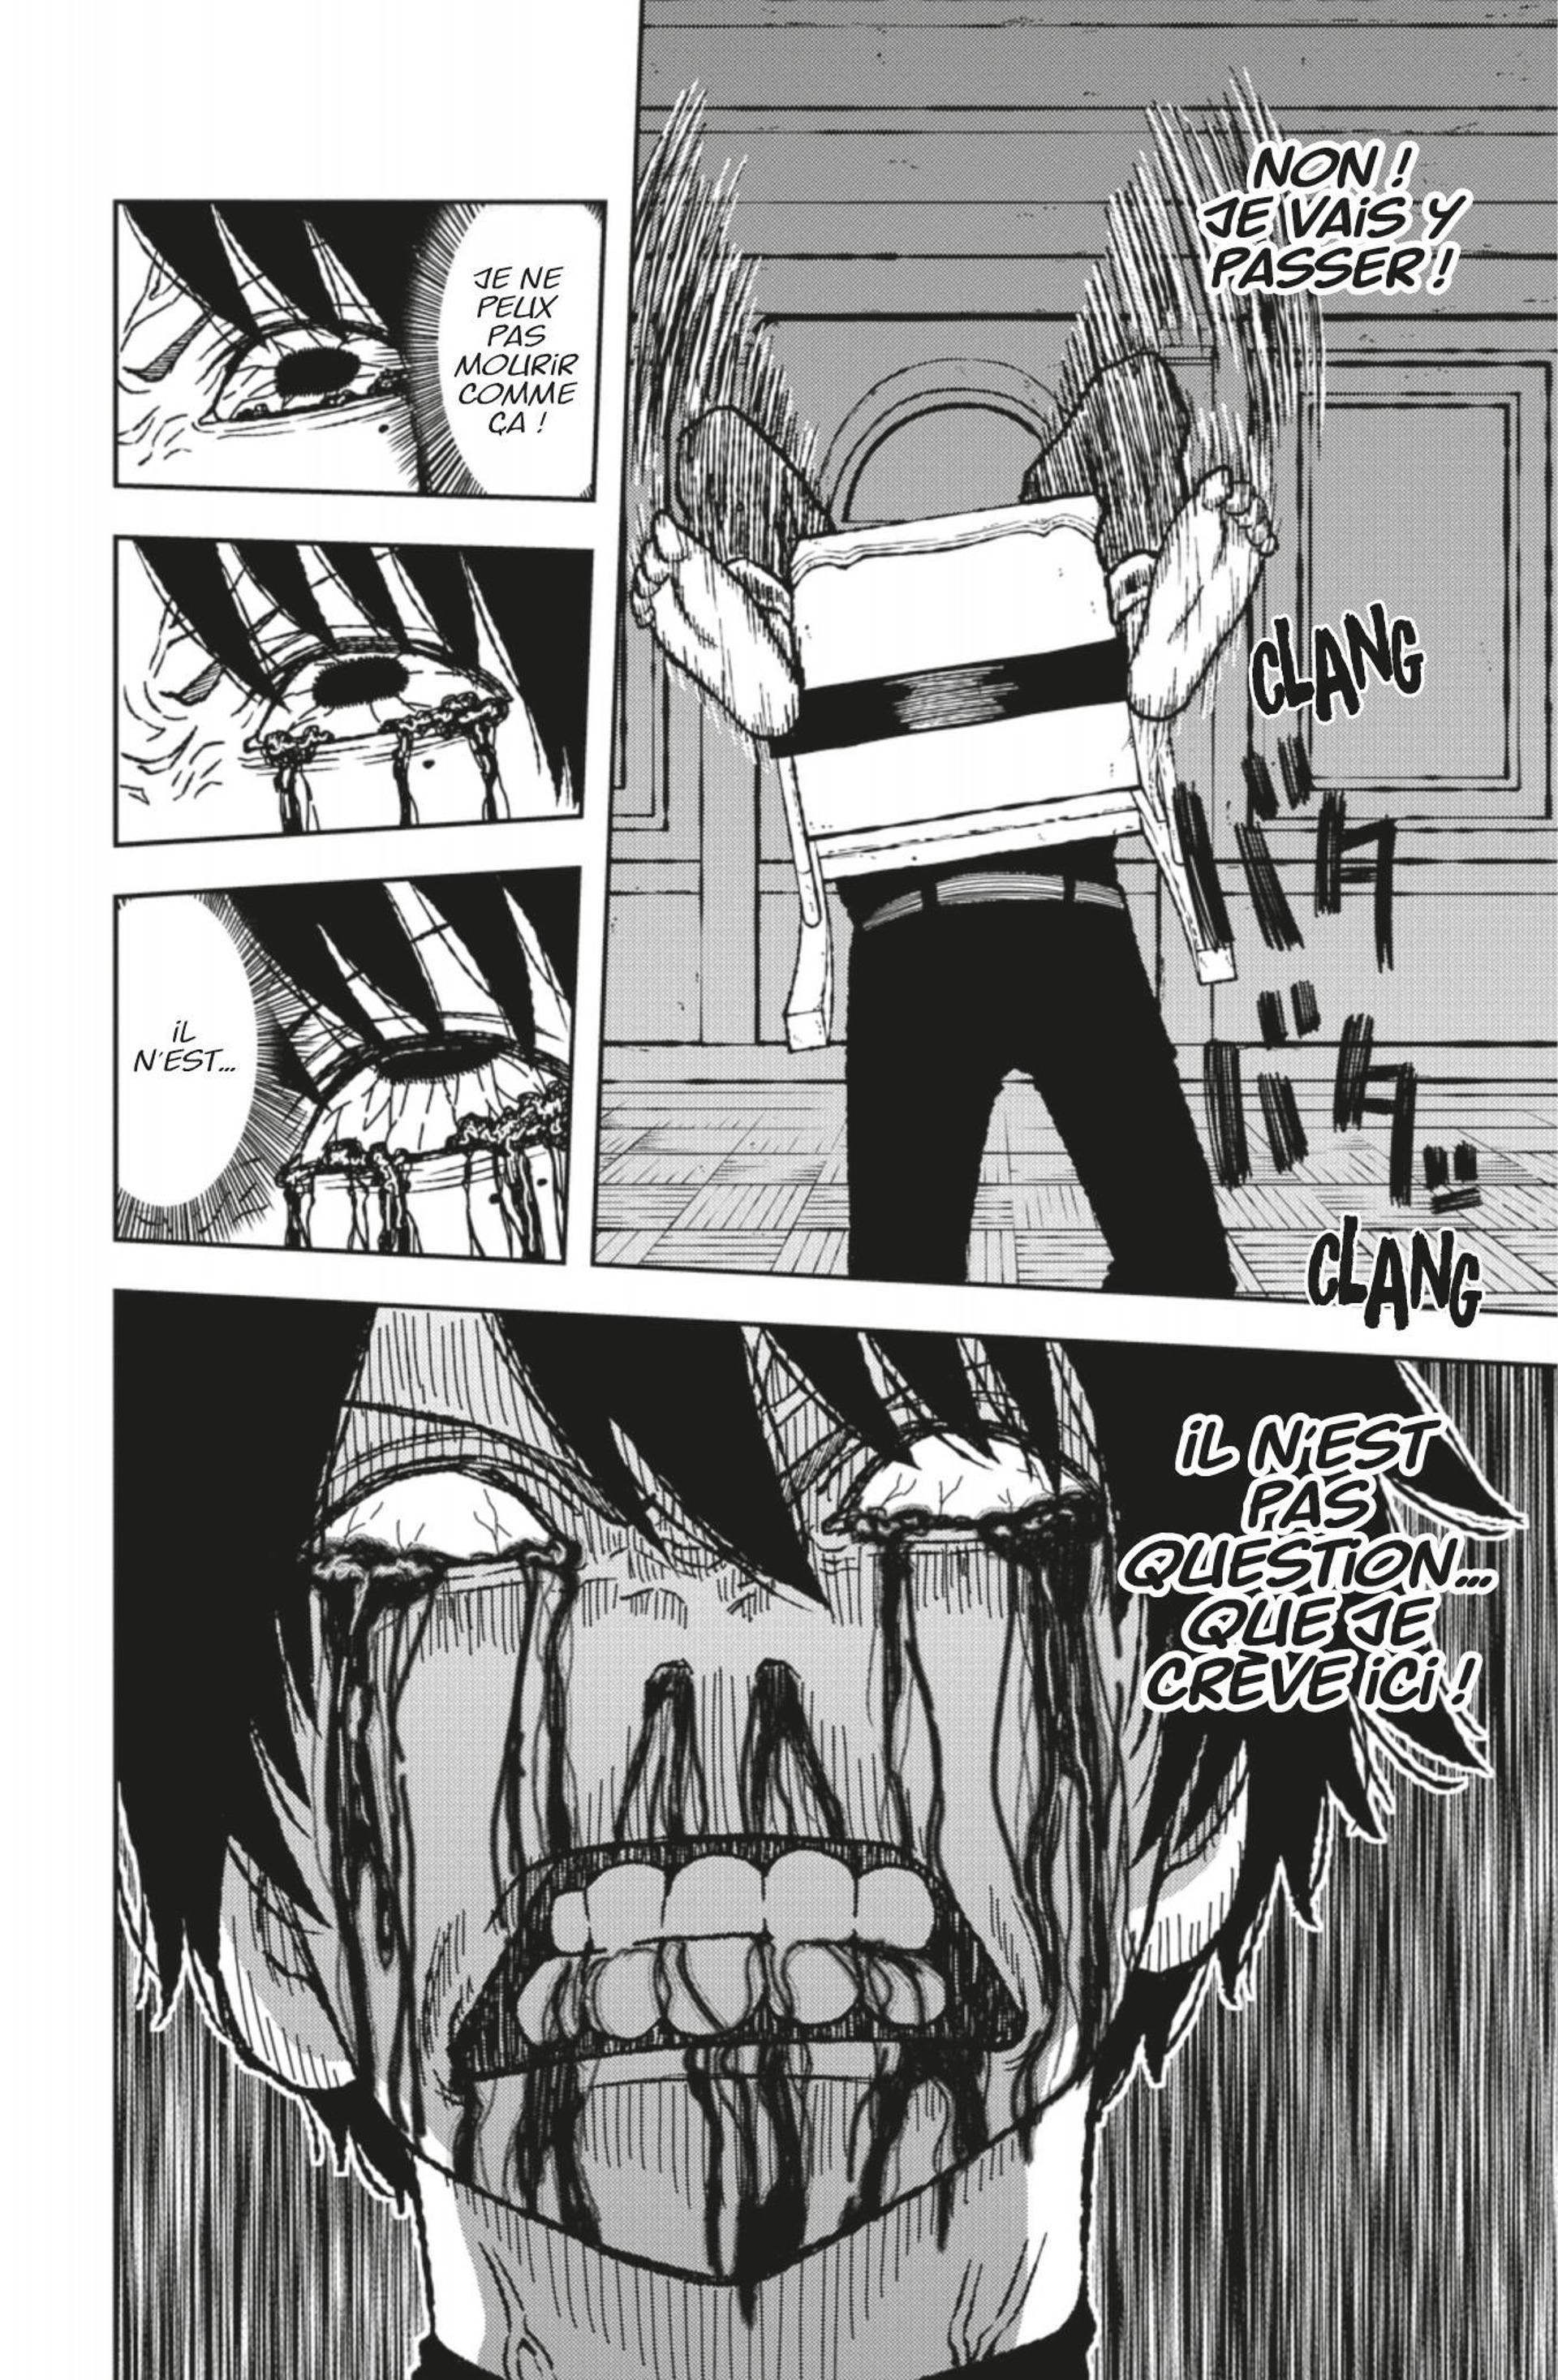 NON !
JE VAIS Y
PASSER !
CLANG
CLANG
JE NE
PEUX
PAS
MOURIR
COMME
ÇA !
IL
N'EST...
IL N'EST
PAS
QUESTION...
QUE JE
CRÈVE ICI !